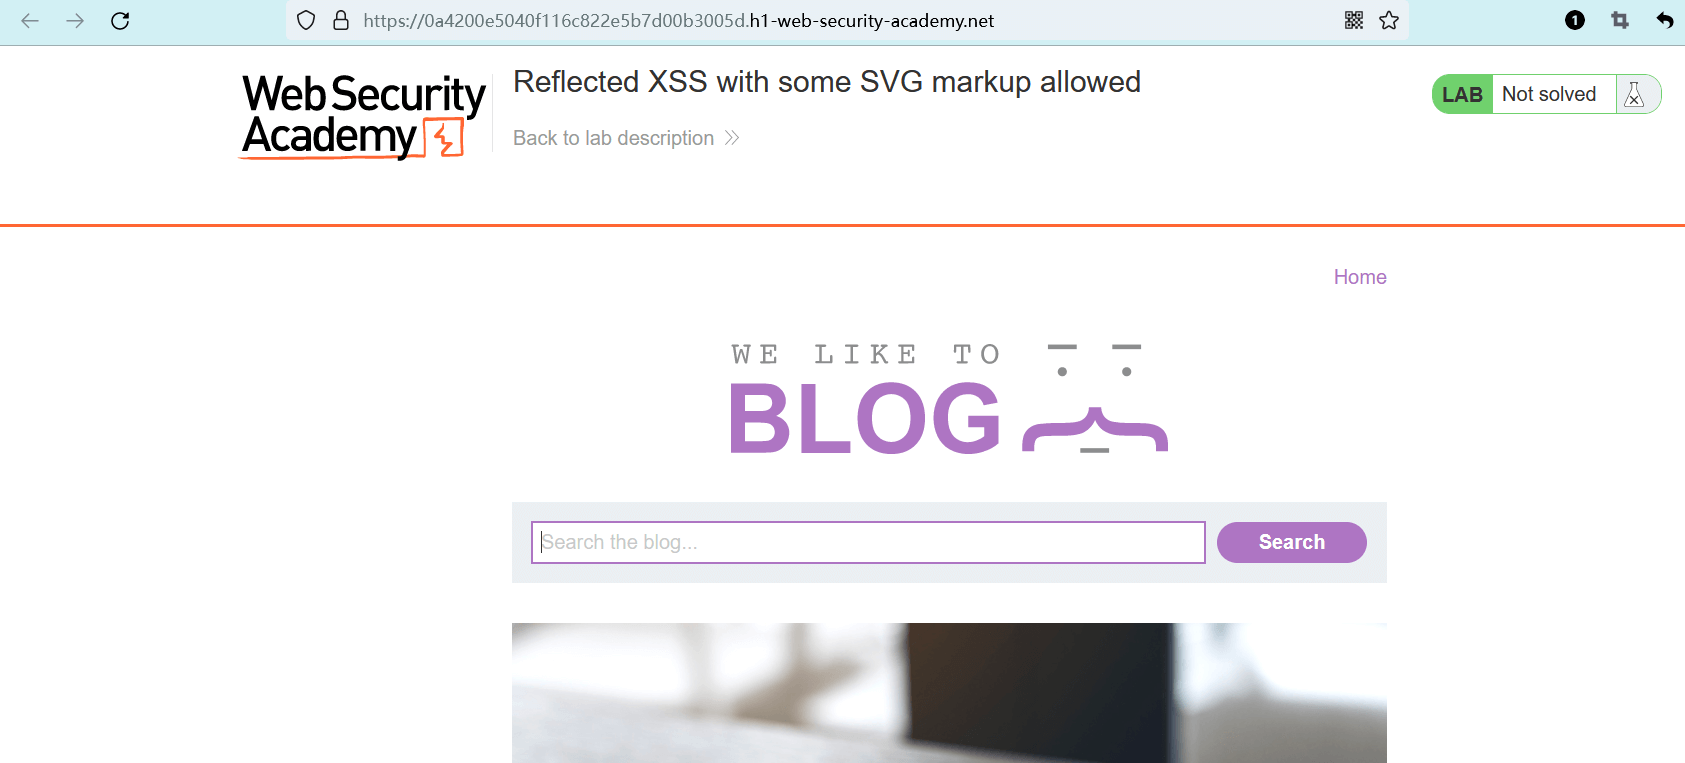 https://0a4200e5040f116c822e5b7d00b3005d.h1-web-security-academy.net
1
Web Security
Academy
Reflected XSS with some SVG markup allowed
Back to lab description
LAB Not solved
Home
WE LIKE TO
BLOG
Search the blog...
Search